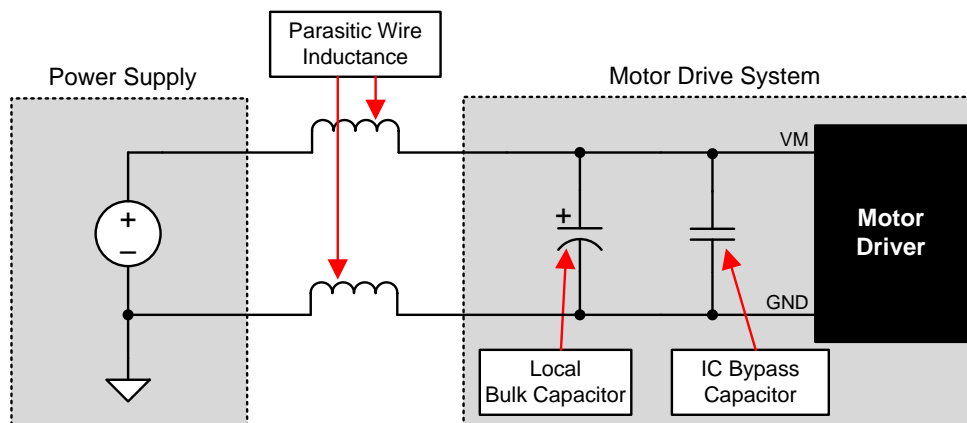 Parasitic Wire
Inductance
Power Supply
Motor Drive System
VM
+
–
+
Motor
Driver
GND
Local
Bulk Capacitor
IC Bypass
Capacitor